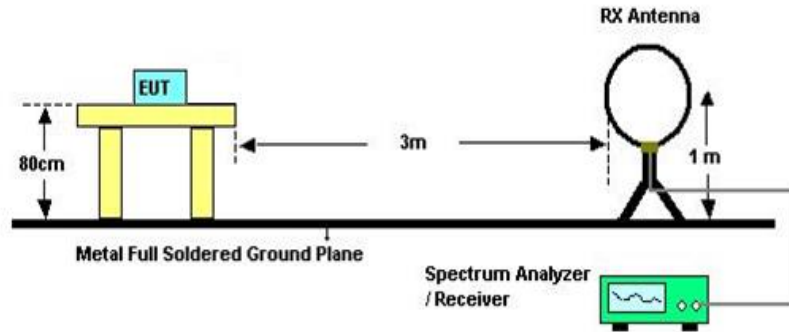 RX Antenna
EUT
80cm
3m
1 m
Metal Full Soldered Ground Plane
Spectrum Analyzer
/ Receiver